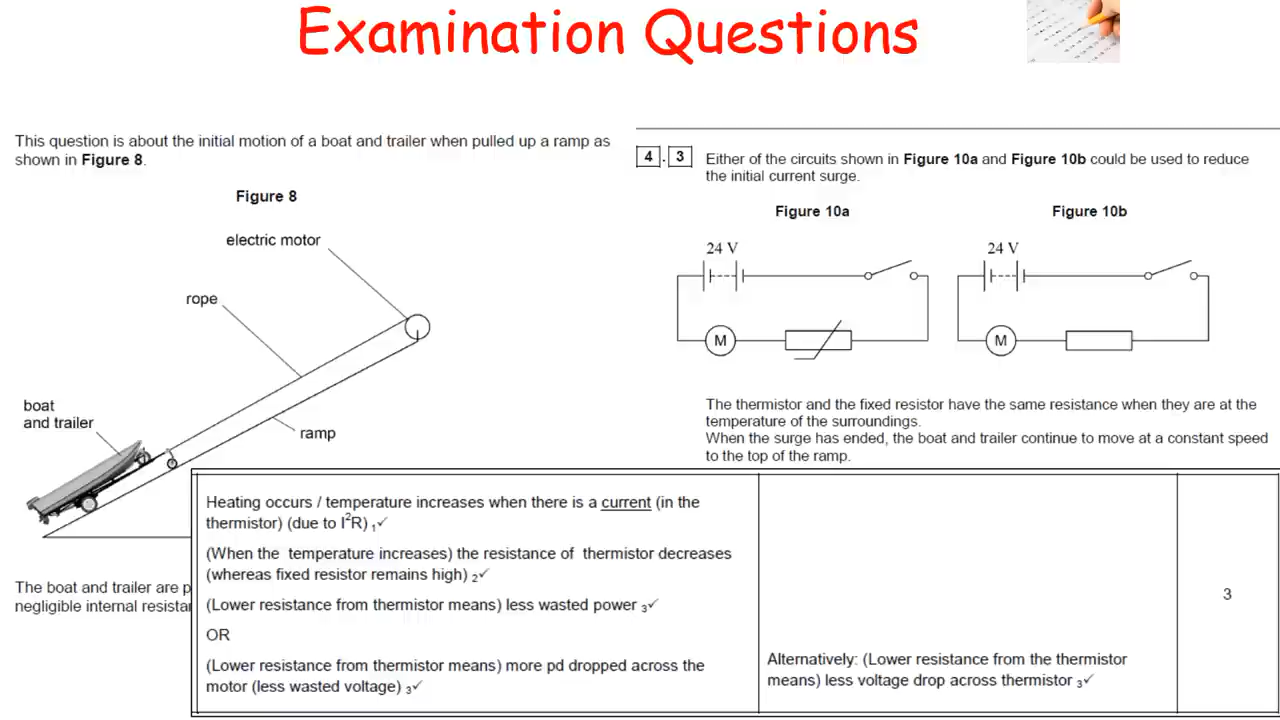 Examination Questions
This question is about the initial motion of a boat and trailer when pulled up a ramp as
shown in Figure 8.
Figure 8
electric motor
rope
boat
and trailer
ramp
The boat and trailer are p
negligible internal resistan
4 . 3 Either of the circuits shown in Figure 10a and Figure 10b could be used to reduce
the initial current surge.
Figure 10a
Figure 10b
24 V
24 V
M
M
The thermistor and the fixed resistor have the same resistance when they are at the
temperature of the surroundings.
When the surge has ended, the boat and trailer continue to move at a constant speed
to the top of the ramp.
Heating occurs / temperature increases when there is a current (in the
thermistor) (due to I²R) ₁✓
(When the temperature increases) the resistance of thermistor decreases
(whereas fixed resistor remains high) ₂✓
(Lower resistance from thermistor means) less wasted power ₃✓
OR
(Lower resistance from thermistor means) more pd dropped across the
motor (less wasted voltage) ₃✓
Alternatively: (Lower resistance from the thermistor
means) less voltage drop across thermistor ₃✓
3